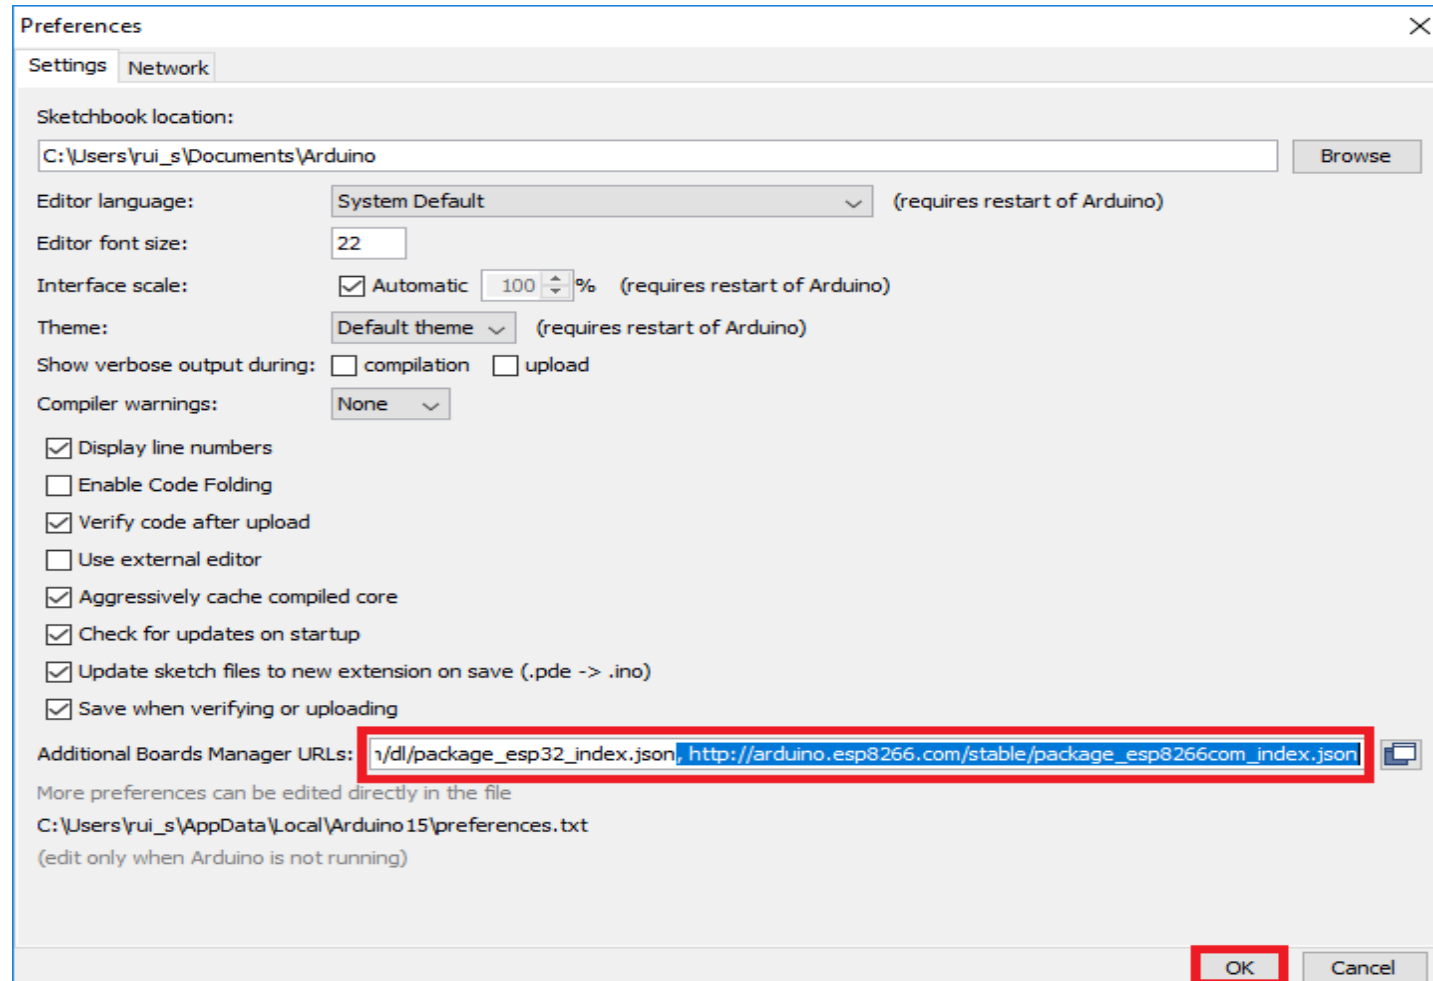 Preferences
Settings Network
Sketchbook location:
C:\Users\rui_s\Documents\Arduino Browse
Editor language: System Default (requires restart of Arduino)
Editor font size: 22
Interface scale: Automatic 100 % (requires restart of Arduino)
Theme: Default theme (requires restart of Arduino)
Show verbose output during: compilation upload
Compiler warnings: None
Display line numbers
Enable Code Folding
Verify code after upload
Use external editor
Aggressively cache compiled core
Check for updates on startup
Update sketch files to new extension on save (.pde -> .ino)
Save when verifying or uploading
Additional Boards Manager URLs: /dl/package_esp32_index.json, http://arduino.esp8266.com/stable/package_esp8266com_index.json
More preferences can be edited directly in the file
C:\Users\rui_s\AppData\Local\Arduino15\preferences.txt
(edit only when Arduino is not running)
OK Cancel